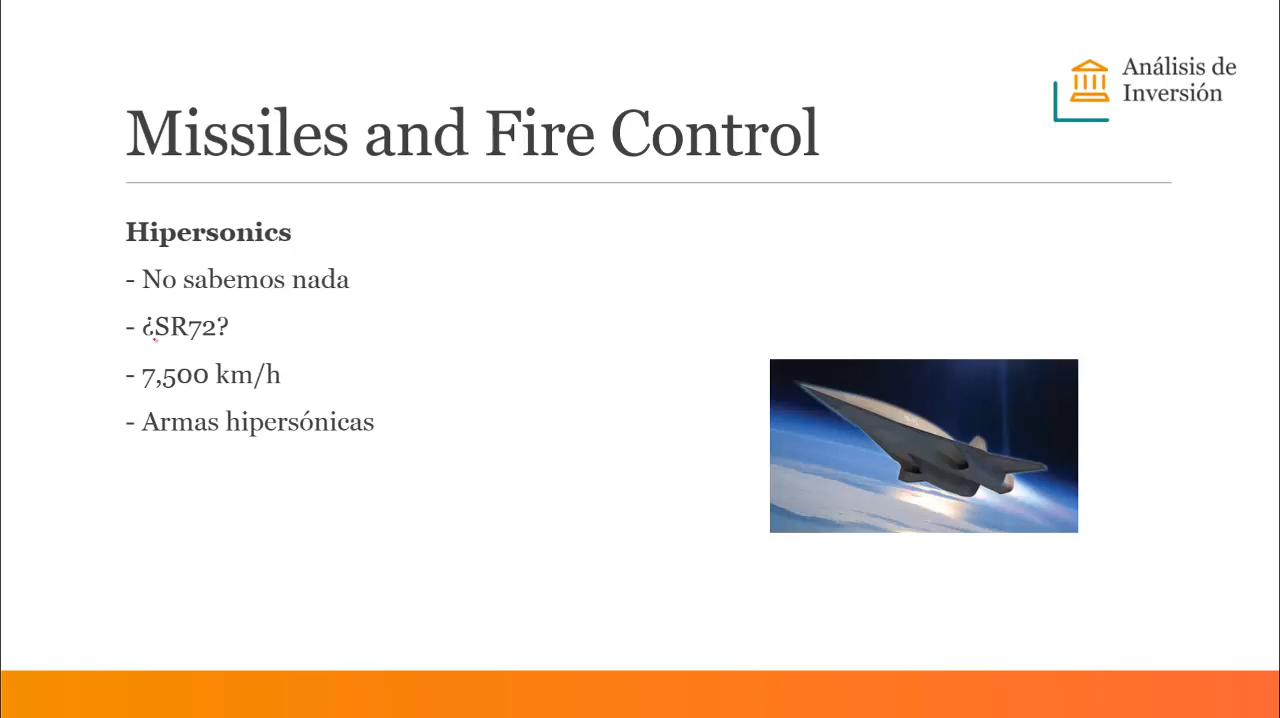 Análisis de
Inversión
Missiles and Fire Control
Hipersonics
- No sabemos nada
- ¿SR72?
- 7,500 km/h
- Armas hipersónicas